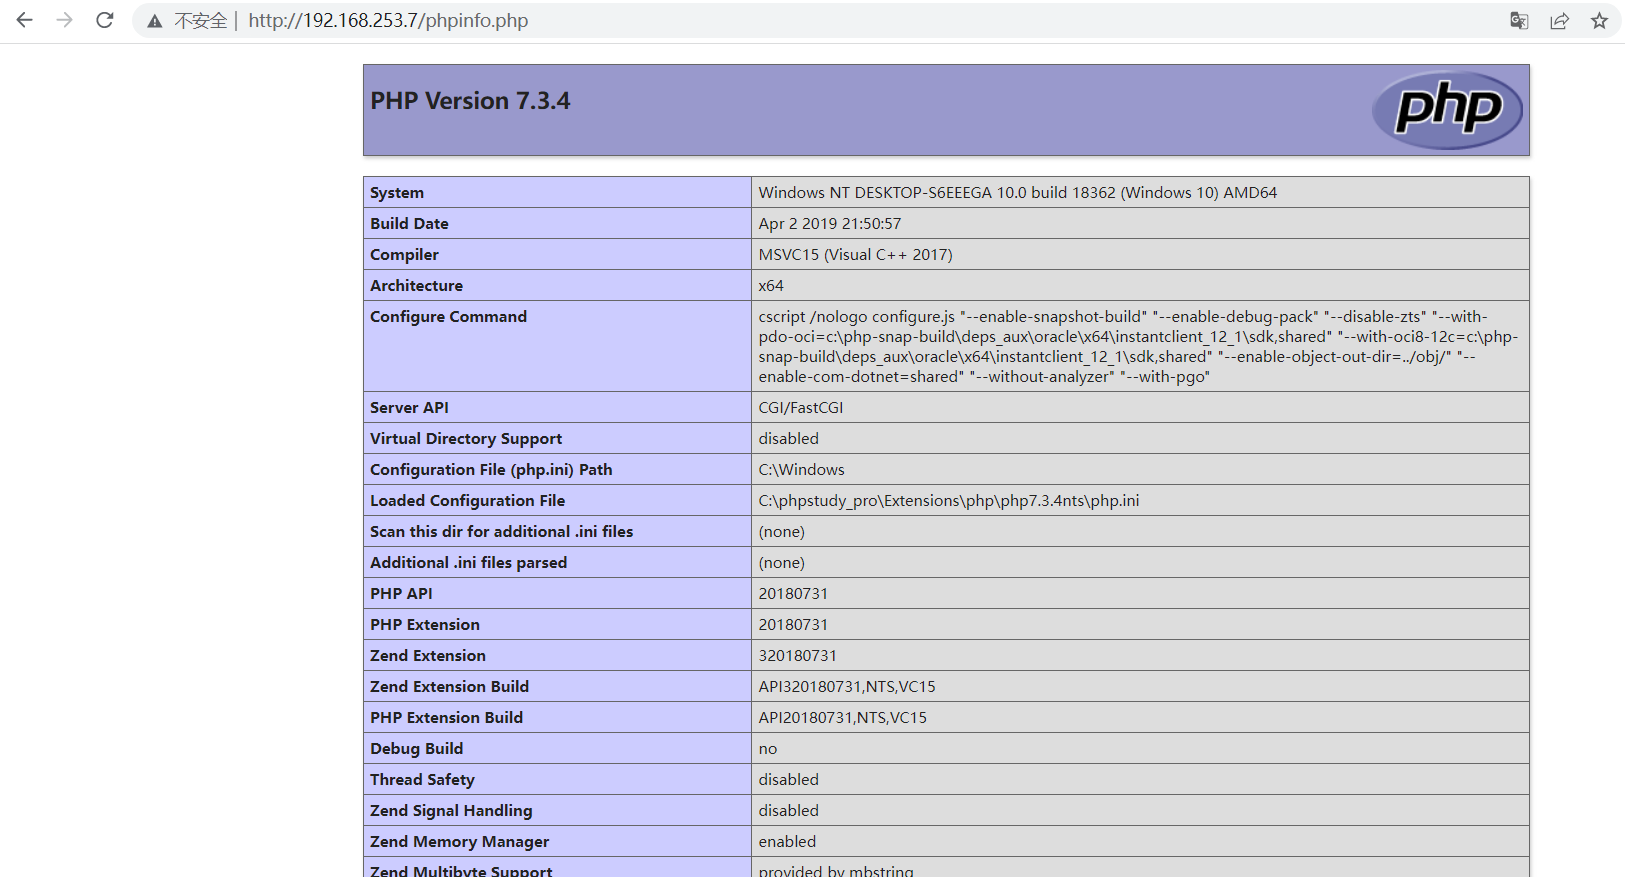 不安全 | http://192.168.253.7/phpinfo.php
PHP Version 7.3.4
php
System Windows NT DESKTOP-S6EEEGA 10.0 build 18362 (Windows 10) AMD64
Build Date Apr 2 2019 21:50:57
Compiler MSVC15 (Visual C++ 2017)
Architecture x64
Configure Command cscript /nologo configure.js "--enable-snapshot-build" "--enable-debug-pack" "--disable-zts" "--with-
pdo-oci=c:\php-snap-build\deps_aux\oracle\x64\instantclient_12_1\sdk,shared" "--with-oci8-12c=c:\php-
snap-build\deps_aux\oracle\x64\instantclient_12_1\sdk,shared" "--enable-object-out-dir=../obj/" "--
enable-com-dotnet=shared" "--without-analyzer" "--with-pgo"
Server API CGI/FastCGI
Virtual Directory Support disabled
Configuration File (php.ini) Path C:\Windows
Loaded Configuration File C:\phpstudy_pro\Extensions\php\php7.3.4nts\php.ini
Scan this dir for additional .ini files (none)
Additional .ini files parsed (none)
PHP API 20180731
PHP Extension 20180731
Zend Extension 320180731
Zend Extension Build API320180731,NTS,VC15
PHP Extension Build API20180731,NTS,VC15
Debug Build no
Thread Safety disabled
Zend Signal Handling disabled
Zend Memory Manager enabled
Zend Multibyte Support provided by mbstring